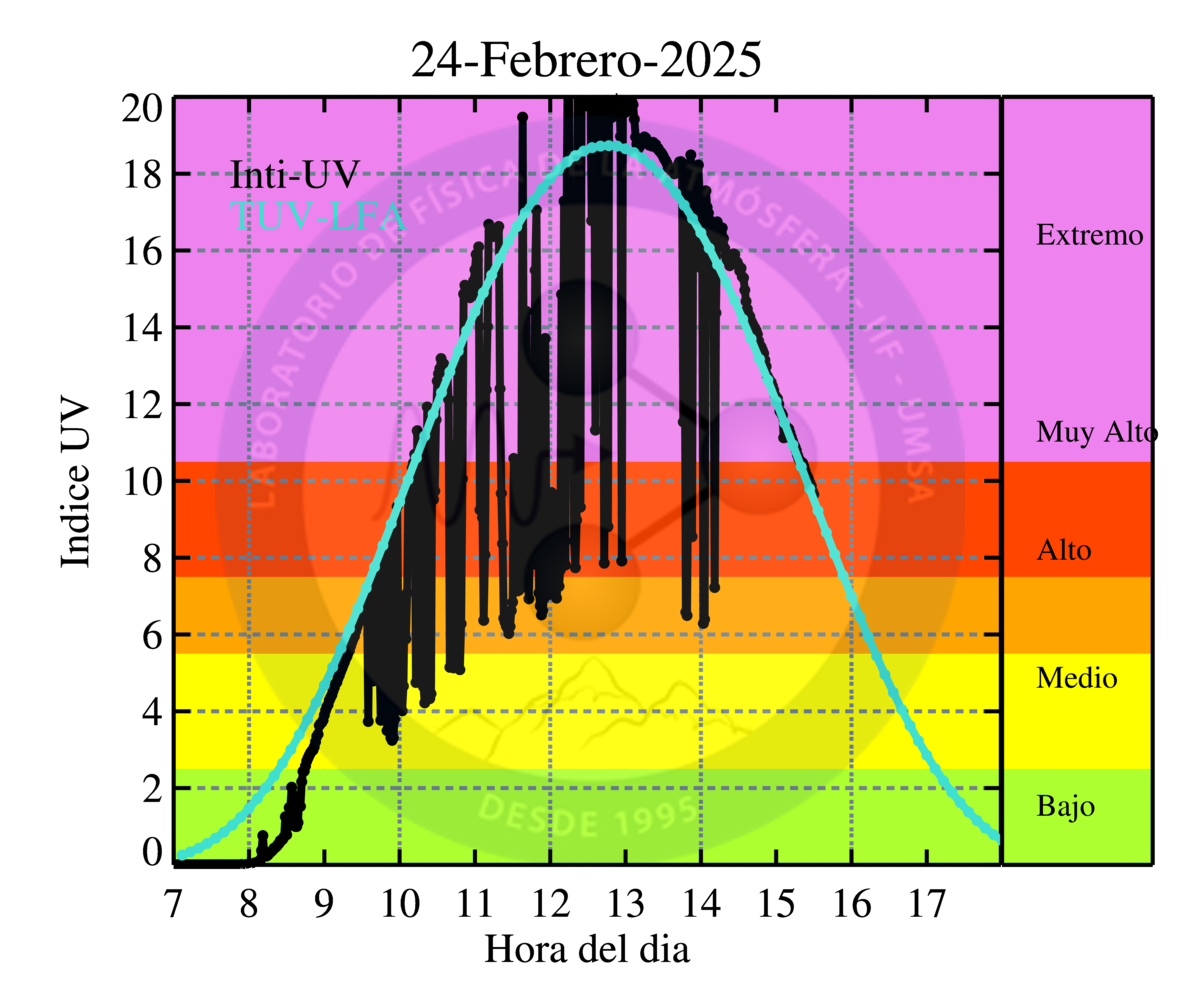 24-Febrero-2025
Indice UV
20
18
16
14
12
10
8
6
4
2
0
Inti-UV
TUV-LFA
LABORATORIO DE FÍSICA DE LA ATMÓSFERA - IIF - UMSA
DESDE 1995
Extremo
Muy Alto
Alto
Medio
Bajo
7 8 9 10 11 12 13 14 15 16 17
Hora del dia